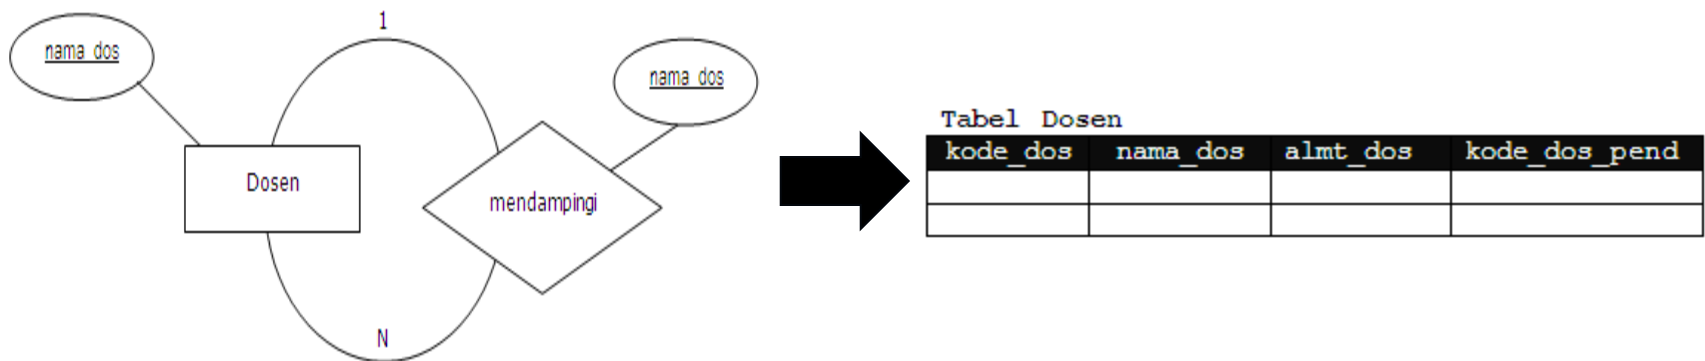 nama_dos
1
nama_dos
Dosen
mendampingi
N
Tabel Dosen
kode_dos nama_dos almt_dos kode_dos_pend